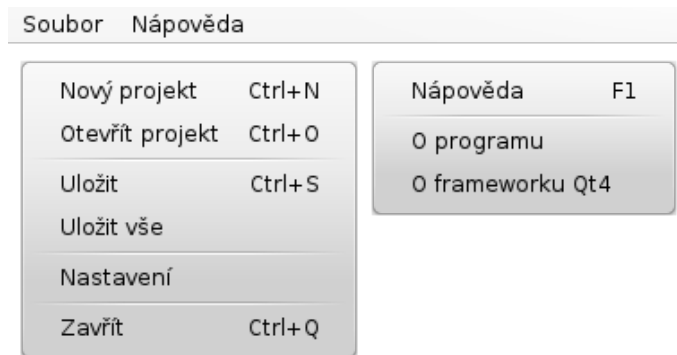 Soubor Nápověda
Nový projekt Ctrl+N
Otevřít projekt Ctrl+O
Uložit Ctrl+S
Uložit vše
Nastavení
Zavřít Ctrl+Q
Nápověda F1
O programu
O frameworku Qt4